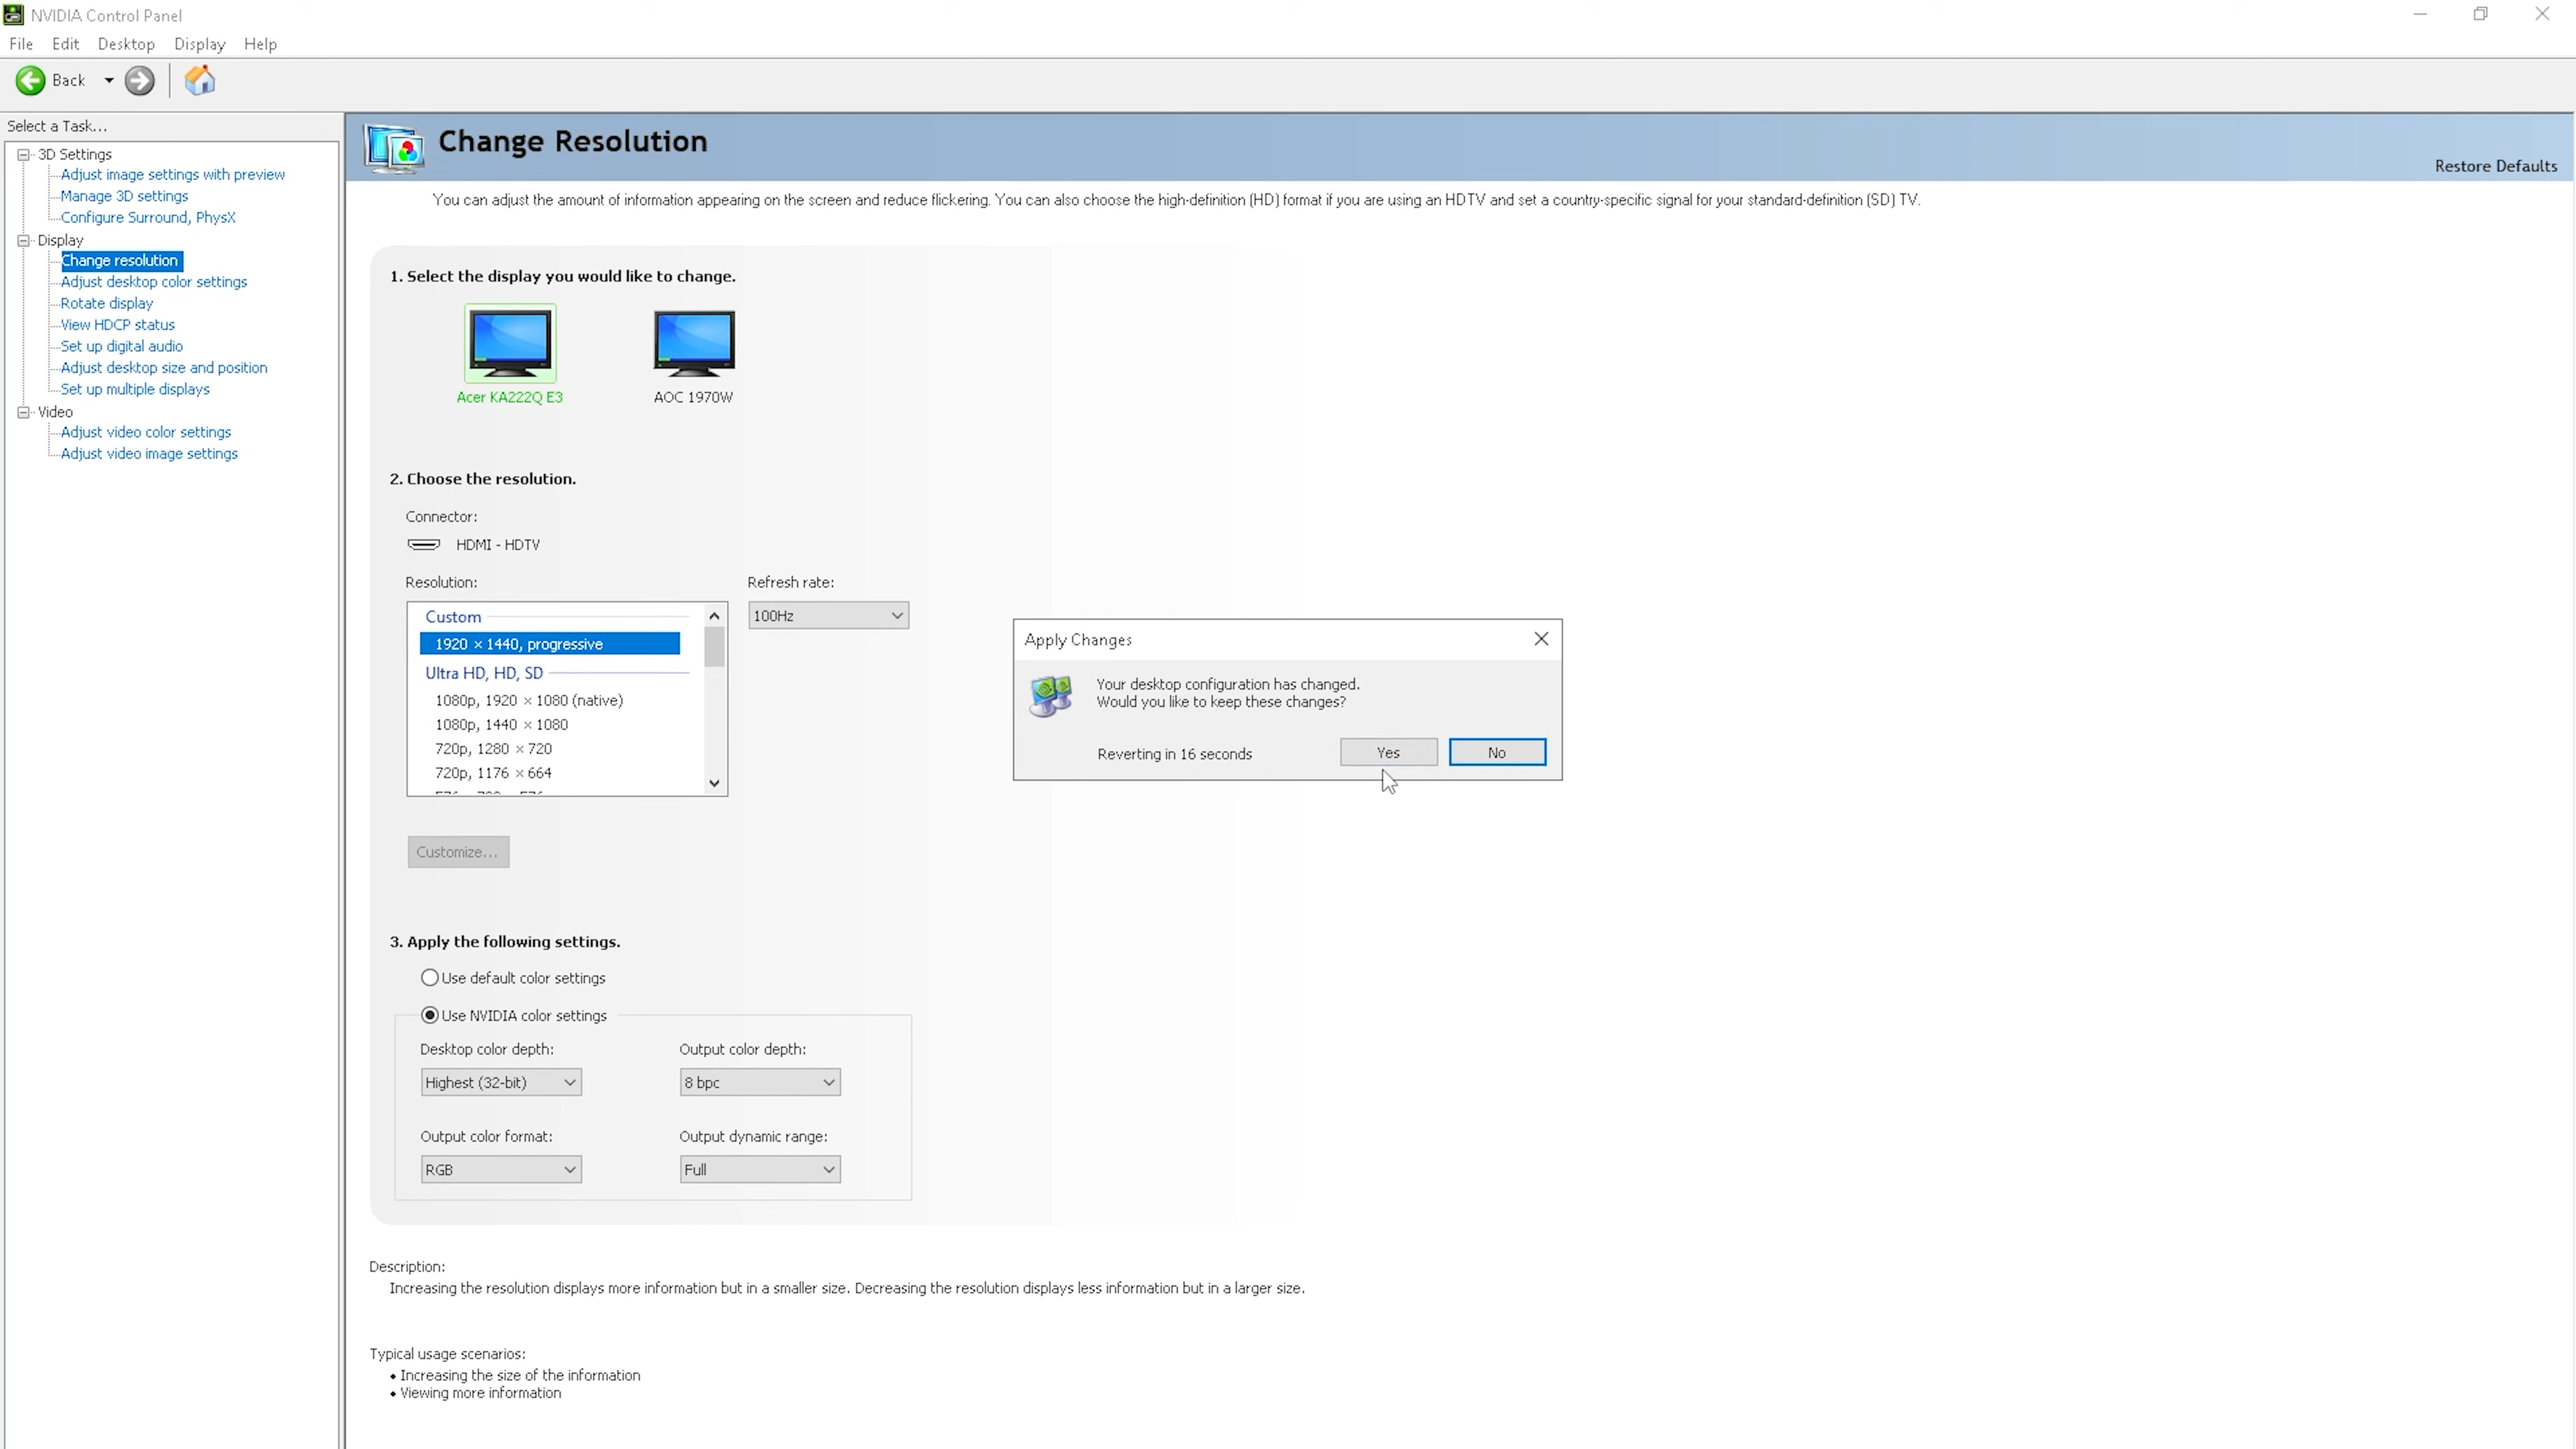 NVIDIA Control Panel
File Edit Desktop Display Help
Back
Select a Task...
3D Settings
Adjust image settings with preview
Manage 3D settings
Configure Surround, PhysX
Display
Change resolution
Adjust desktop color settings
Rotate display
View HDCP status
Set up digital audio
Adjust desktop size and position
Set up multiple displays
Video
Adjust video color settings
Adjust video image settings
Change Resolution
Restore Defaults
You can adjust the amount of information appearing on the screen and reduce flickering. You can also choose the high-definition (HD) format if you are using an HDTV and set a country-specific signal for your standard-definition (SD) TV.
1. Select the display you would like to change.
Acer KA222Q E3 AOC 1970W
2. Choose the resolution.
Connector:
HDMI - HDTV
Resolution: Refresh rate:
Custom
100Hz
1920 × 1440, progressive
Ultra HD, HD, SD
1080p, 1920 × 1080 (native)
1080p, 1440 × 1080
720p, 1280 × 720
720p, 1176 × 664
Customize...
Apply Changes
Your desktop configuration has changed.
Would you like to keep these changes?
Reverting in 16 seconds Yes No
3. Apply the following settings.
Use default color settings
Use NVIDIA color settings
Desktop color depth: Output color depth:
Highest (32-bit) 8 bpc
Output color format: Output dynamic range:
RGB Full
Description:
Increasing the resolution displays more information but in a smaller size. Decreasing the resolution displays less information but in a larger size.
Typical usage scenarios:
• Increasing the size of the information
• Viewing more information